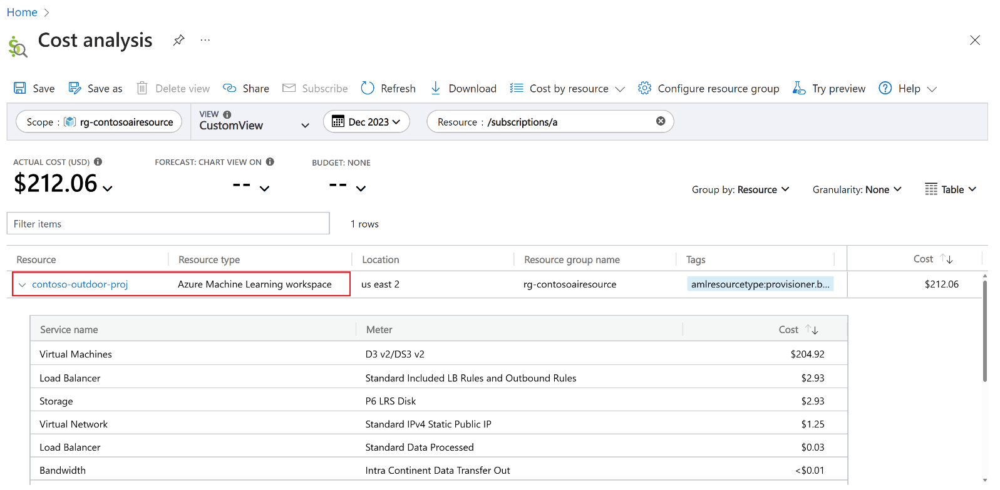 Home
Cost analysis
Save Save as Delete view Share Subscribe Refresh Download Cost by resource Configure resource group Try preview Help
Scope : rg-contosoairesource VIEW CustomView Dec 2023 Resource : /subscriptions/a
ACTUAL COST (USD) FORECAST: CHART VIEW ON BUDGET: NONE
$212.06 -- --
Group by: Resource Granularity: None Table
Filter items 1 rows
Resource Resource type Location Resource group name Tags Cost
contoso-outdoor-proj Azure Machine Learning workspace us east 2 rg-contosoairesource amlresourcetype:provisioner.b... $212.06
Service name Meter Cost
Virtual Machines D3 v2/DS3 v2 $204.92
Load Balancer Standard Included LB Rules and Outbound Rules $2.93
Storage P6 LRS Disk $2.93
Virtual Network Standard IPv4 Static Public IP $1.25
Load Balancer Standard Data Processed $0.03
Bandwidth Intra Continent Data Transfer Out <$0.01